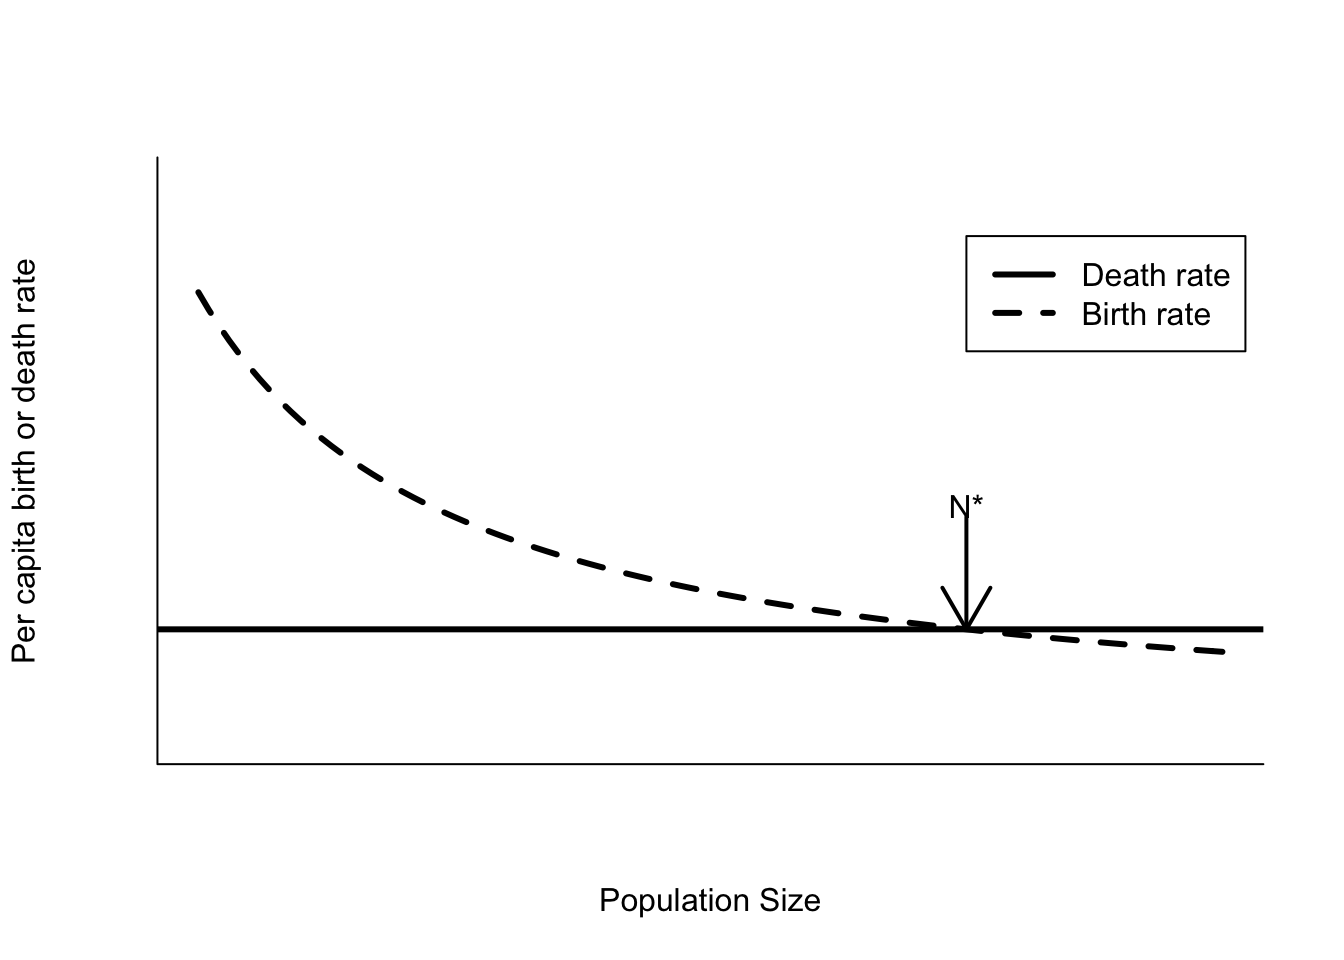 Per capita birth or death rate
Death rate
Birth rate
N*
Population Size